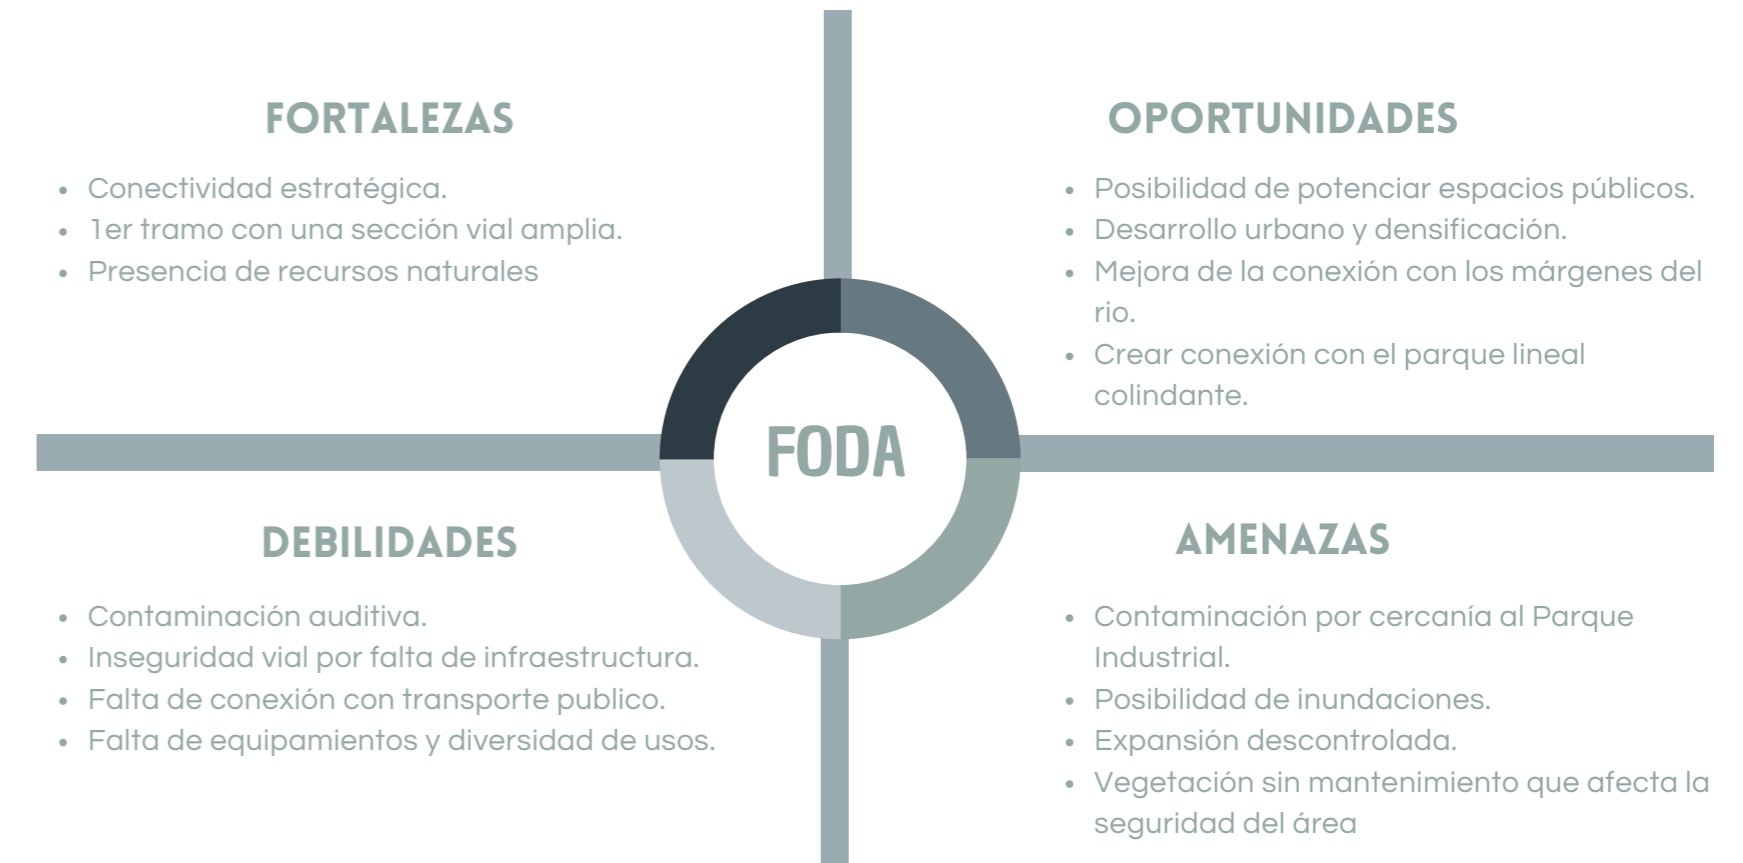 FORTALEZAS
• Conectividad estratégica.
• 1er tramo con una sección vial amplia.
• Presencia de recursos naturales
OPORTUNIDADES
• Posibilidad de potenciar espacios públicos.
• Desarrollo urbano y densificación.
• Mejora de la conexión con los márgenes del
rio.
• Crear conexión con el parque lineal
colindante.
FODA
DEBILIDADES
• Contaminación auditiva.
• Inseguridad vial por falta de infraestructura.
• Falta de conexión con transporte publico.
• Falta de equipamientos y diversidad de usos.
AMENAZAS
• Contaminación por cercanía al Parque
Industrial.
• Posibilidad de inundaciones.
• Expansión descontrolada.
• Vegetación sin mantenimiento que afecta la
seguridad del área